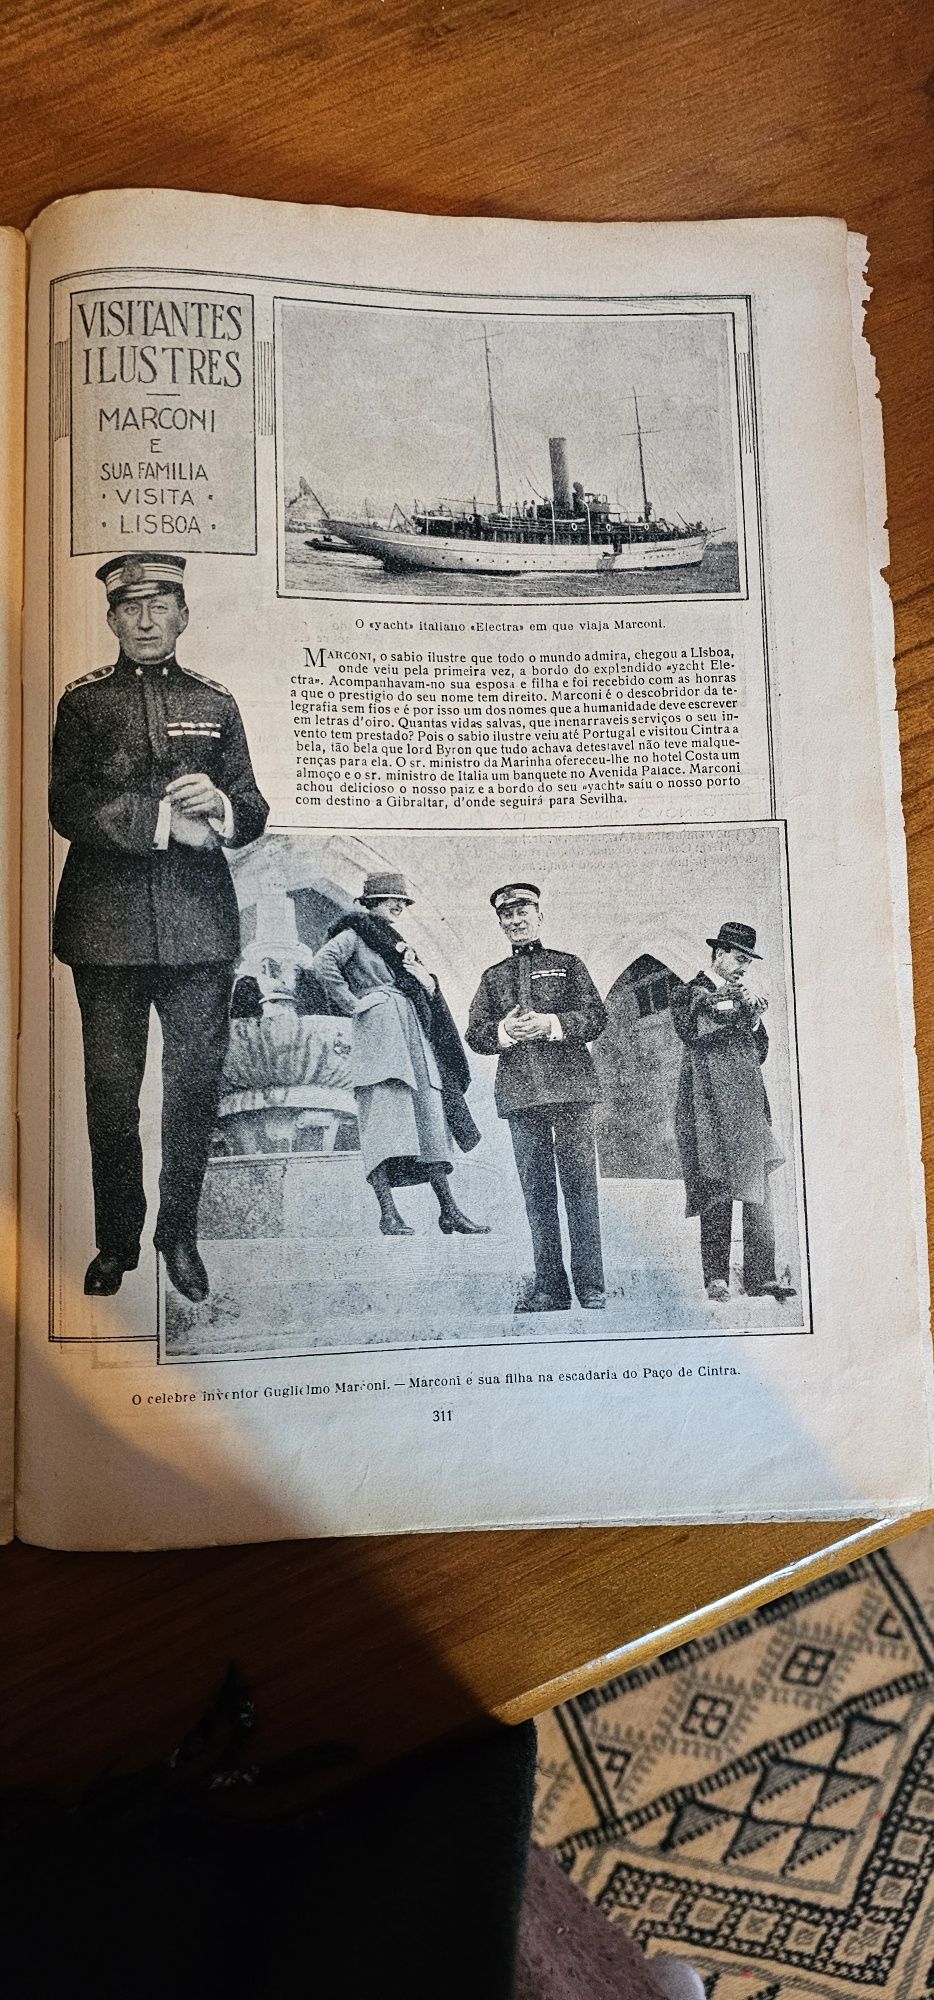 VISITANTES
ILUSTRES
MARCONI
E
SUA FAMILIA
· VISITA ·
· LISBOA ·
O «yacht» italiano «Electra» em que viaja Marconi.
MARCONI, o sabio ilustre que todo o mundo admira, chegou a LIsboa,
onde veiu pela primeira vez, a bordo do explendido «yacht Ele-
ctra». Acompanhavam-no sua esposa e filha e foi recebido com as honras
a que o prestigio do seu nome tem direito. Marconi é o descobridor da te-
legrafia sem fios e é por isso um dos nomes que a humanidade deve escrever
em letras d'oiro. Quantas vidas salvas, que inenarraveis serviços o seu in-
vento tem prestado? Pois o sabio ilustre veiu até Portugal e visitou Cintra a
bela, tão bela que lord Byron que tudo achava detestavel não teve malque-
renças para ela. O sr. ministro da Marinha ofereceu-lhe no hotel Costa um
almoço e o sr. ministro de Italia um banquete no Avenida Palace. Marconi
achou delicioso o nosso paiz e a bordo do seu «yacht» saíu o nosso porto
com destino a Gibraltar, d'onde seguirá para Sevilha.
O celebre inventor Guglielmo Marconi. — Marconi e sua filha na escadaria do Paço de Cintra.
311